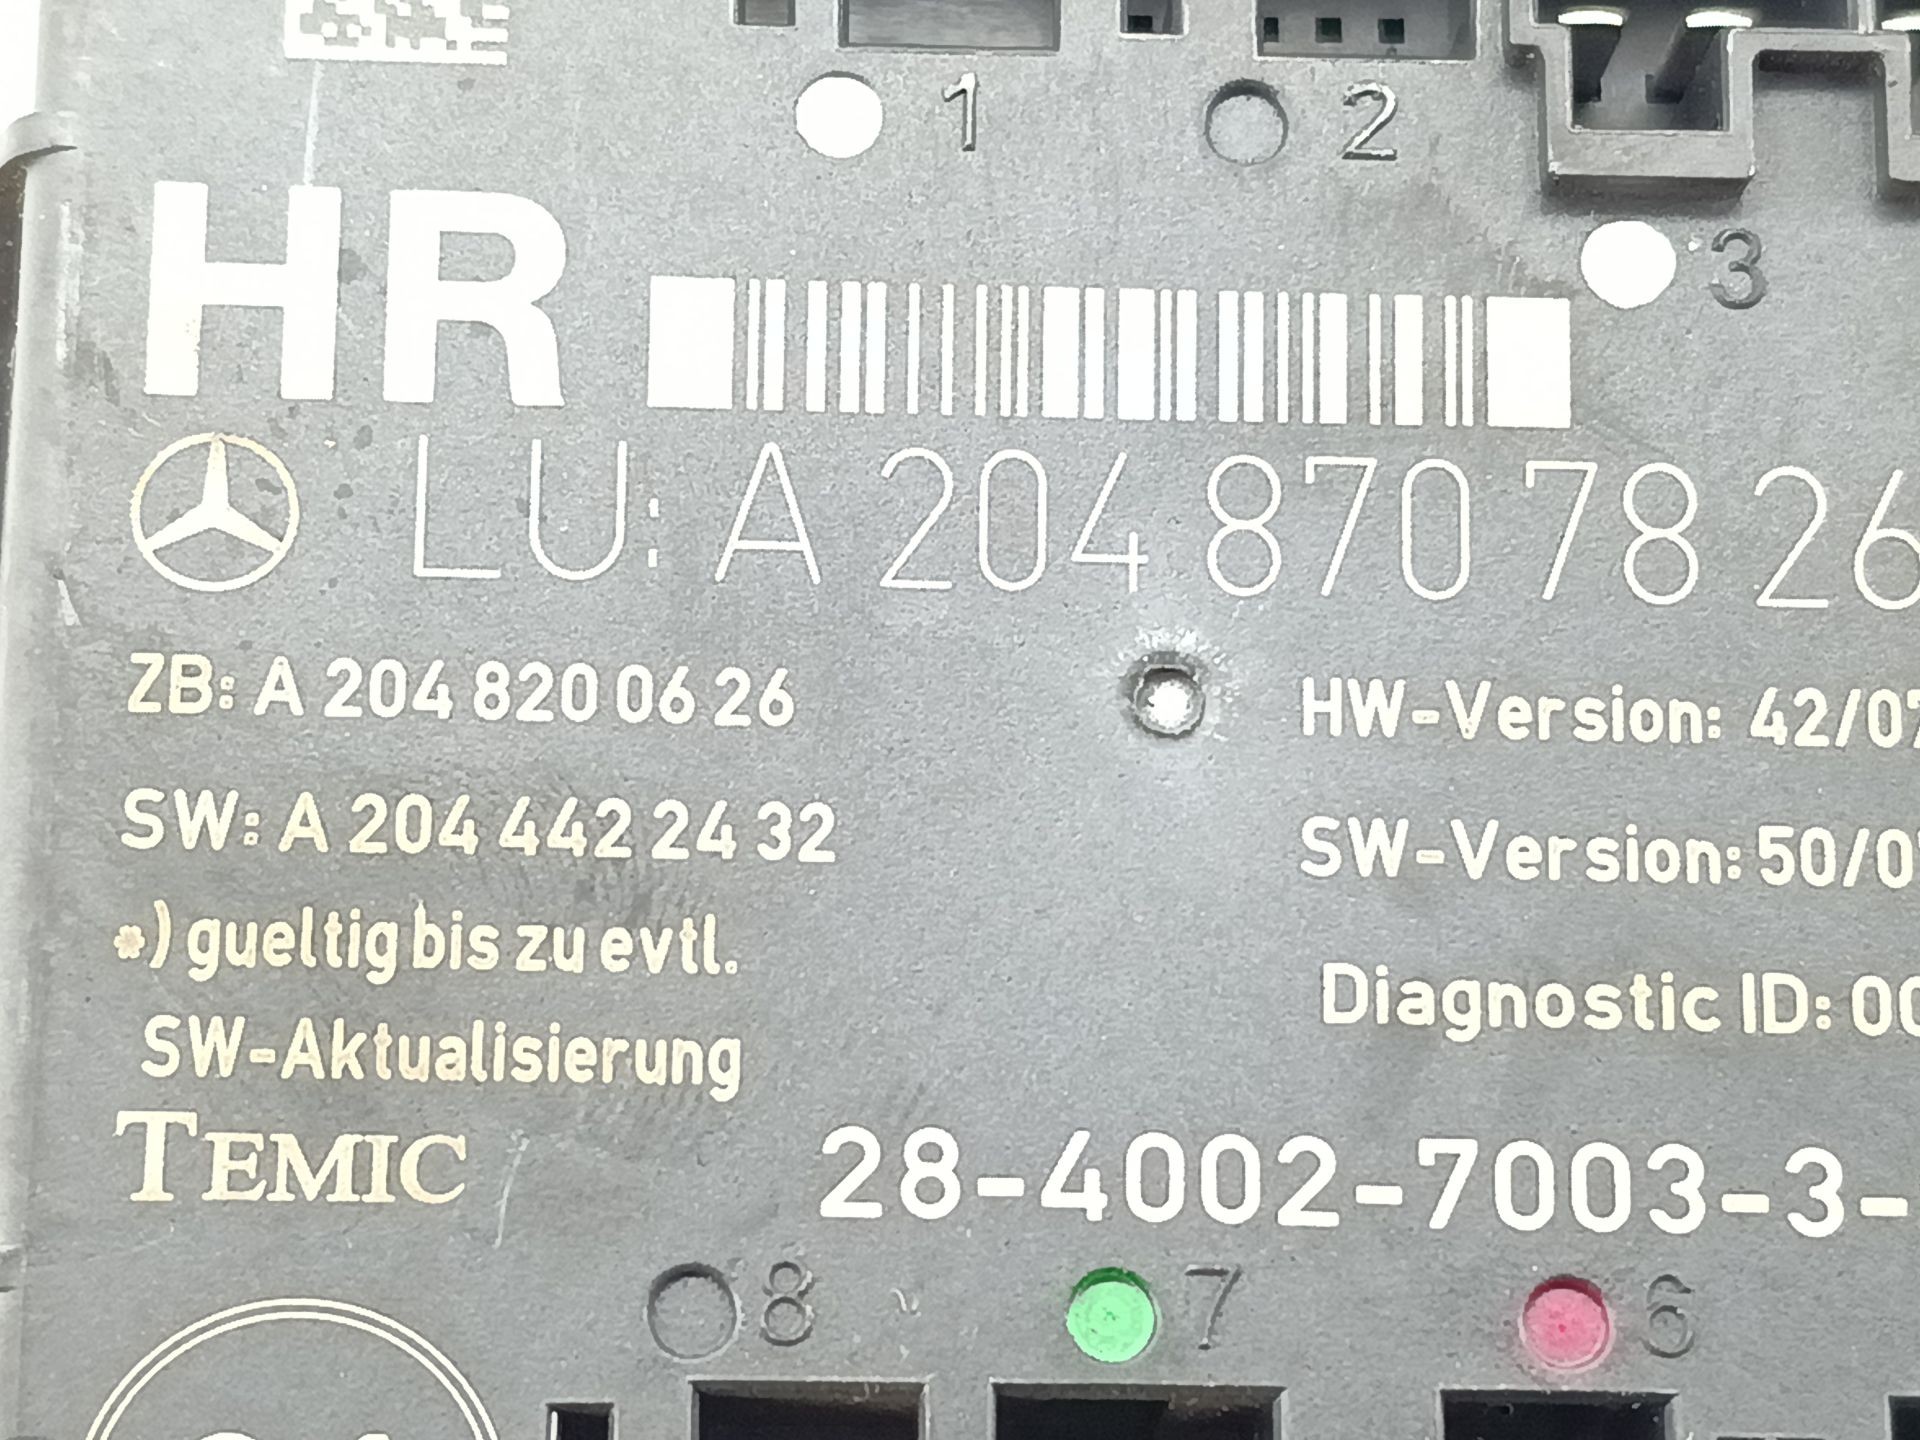 1
2
3
HR
LU: A 204 870 78 26
ZB: A 204 820 06 26
HW-Version: 42/07
SW: A 204 442 24 32
SW-Version: 50/0
*) gueltig bis zu evtl.
SW-Aktualisierung
Diagnostic ID: 00
TEMIC
28-4002-7003-3-
8
7
6